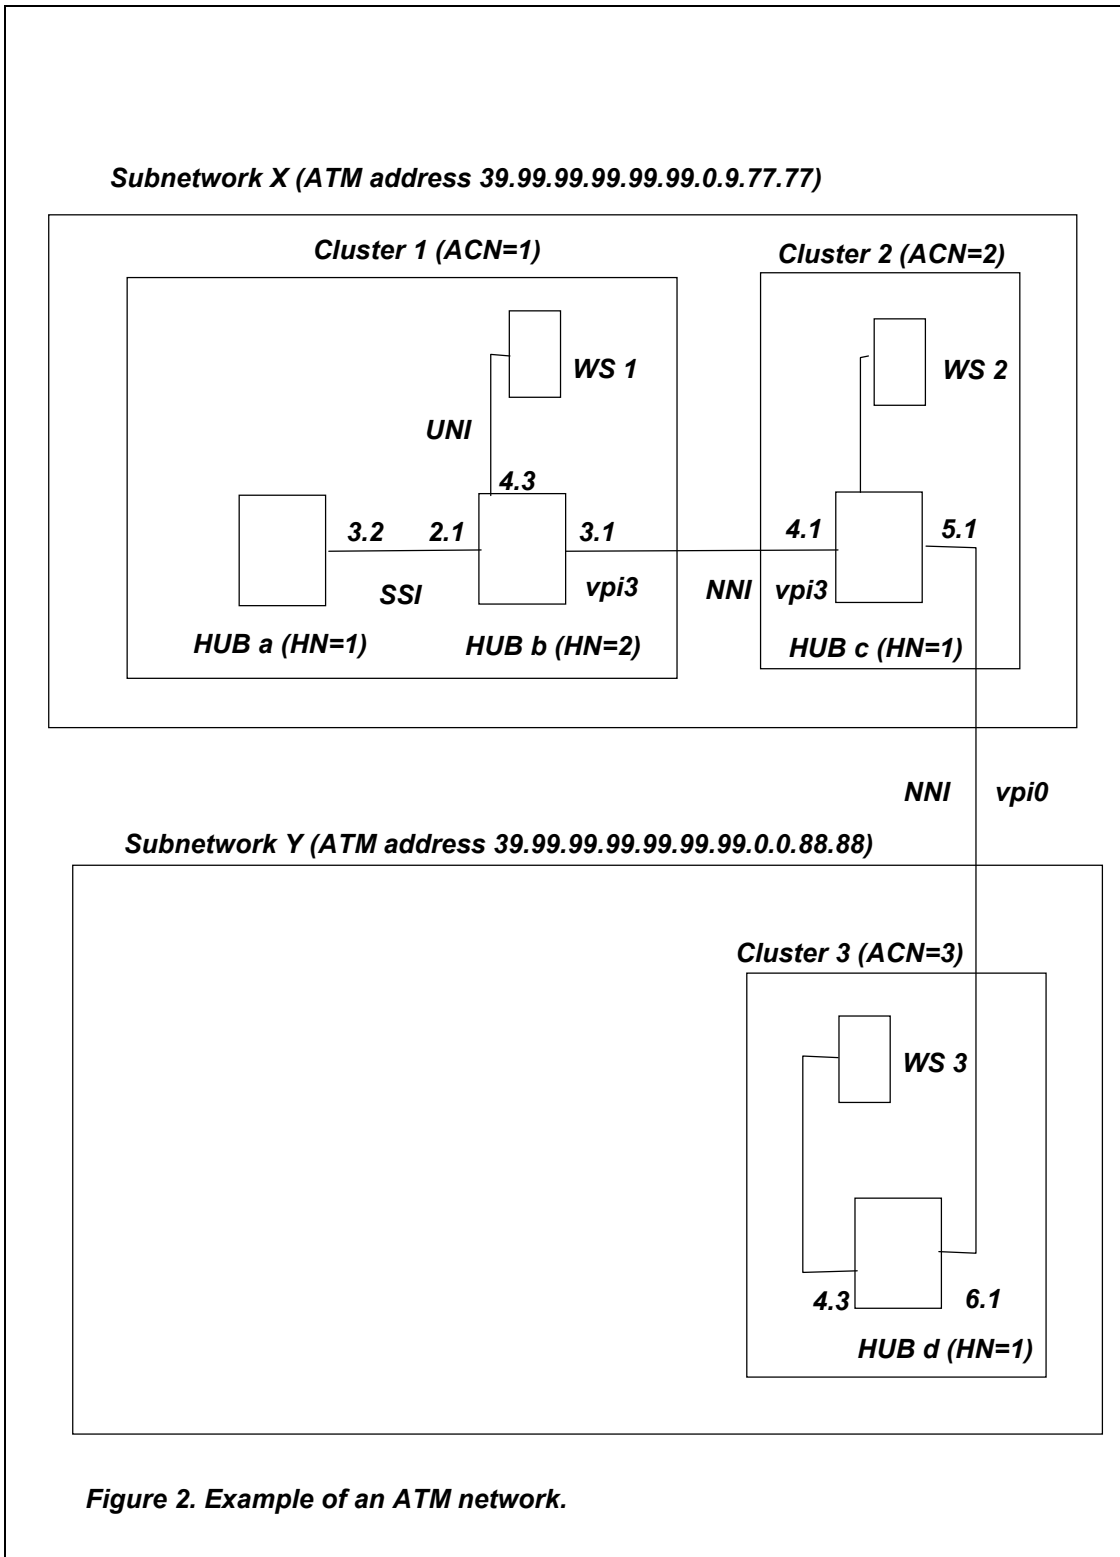 Subnetwork X (ATM address 39.99.99.99.99.99.0.9.77.77)
Cluster 1 (ACN=1)
Cluster 2 (ACN=2)
WS 1
WS 2
UNI
4.3
3.2
2.1
3.1
4.1
5.1
SSI
vpi3
NNI
vpi3
HUB a (HN=1)
HUB b (HN=2)
HUB c (HN=1)
NNI
vpi0
Subnetwork Y (ATM address 39.99.99.99.99.99.99.0.0.88.88)
Cluster 3 (ACN=3)
WS 3
4.3
6.1
HUB d (HN=1)
Figure 2. Example of an ATM network.